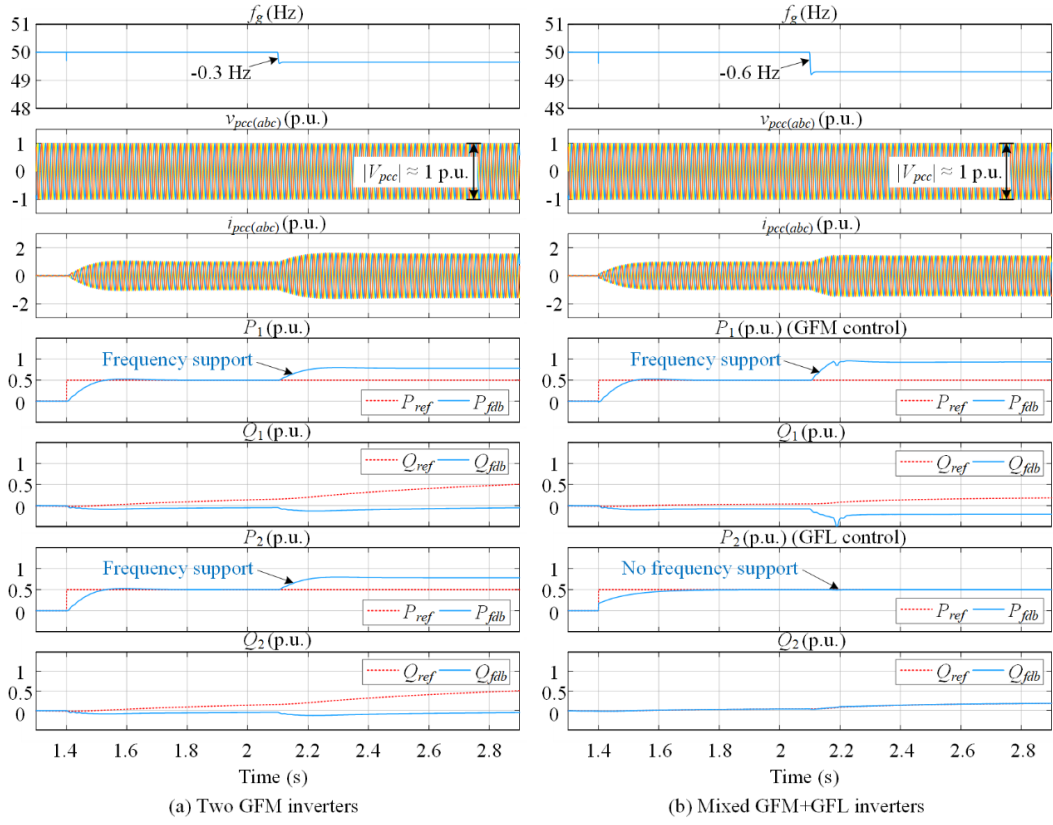 f_g (Hz)
51
50
49
48
-0.3 Hz
v_pcc(abc) (p.u.)
1
0
-1
|V_pcc| ≈ 1 p.u.
i_pcc(abc) (p.u.)
2
0
-2
P_1 (p.u.)
1
0.5
0
Frequency support
P_ref P_fdb
Q_1 (p.u.)
1
0.5
0
Q_ref Q_fdb
P_2 (p.u.)
1
0.5
0
Frequency support
P_ref P_fdb
Q_2 (p.u.)
1
0.5
0
Q_ref Q_fdb
1.4 1.6 1.8 2 2.2 2.4 2.6 2.8
Time (s)
(a) Two GFM inverters
f_g (Hz)
51
50
49
48
-0.6 Hz
v_pcc(abc) (p.u.)
1
0
-1
|V_pcc| ≈ 1 p.u.
i_pcc(abc) (p.u.)
2
0
-2
P_1 (p.u.) (GFM control)
1
0.5
0
Frequency support
P_ref P_fdb
Q_1 (p.u.)
1
0.5
0
Q_ref Q_fdb
P_2 (p.u.) (GFL control)
1
0.5
0
No frequency support
P_ref P_fdb
Q_2 (p.u.)
1
0.5
0
Q_ref Q_fdb
1.4 1.6 1.8 2 2.2 2.4 2.6 2.8
Time (s)
(b) Mixed GFM+GFL inverters